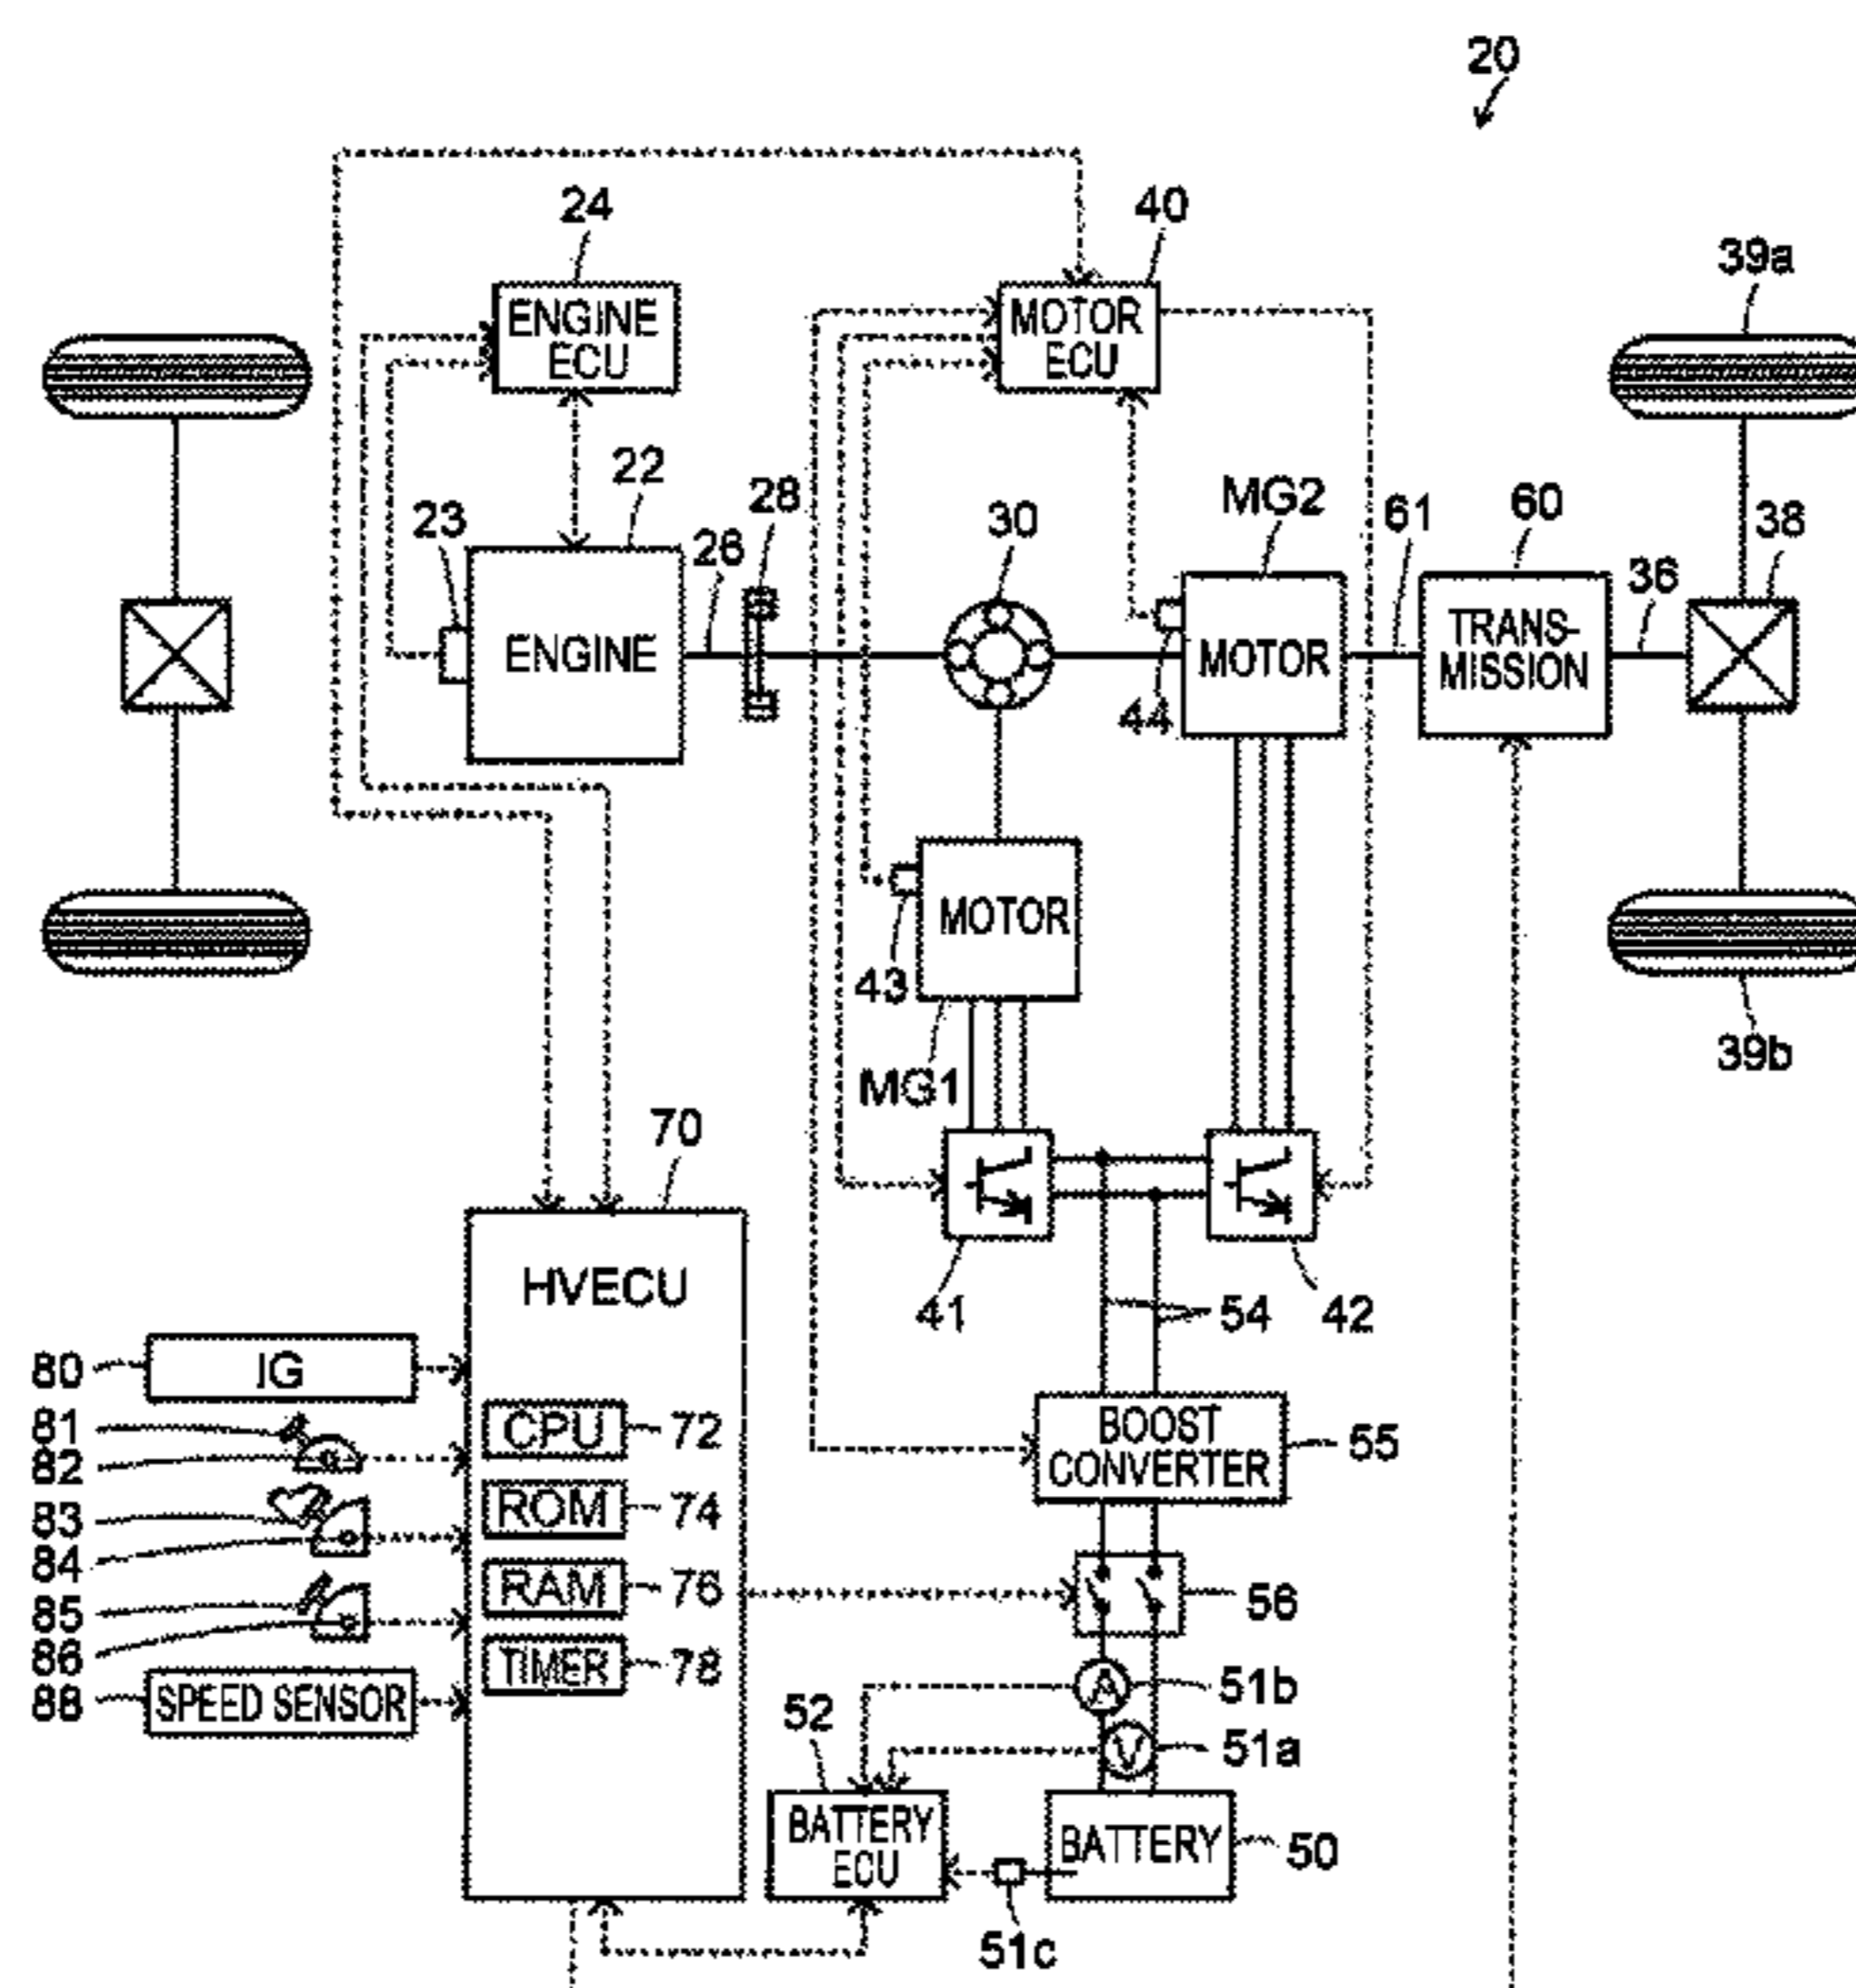 20
24
40
39a
ENGINE
ECU
MOTOR
ECU
22
28
MG2
61
60
38
23
26
30
36
ENGINE
MOTOR
TRANS-
MISSION
44
MOTOR
43
39b
MG1
70
HVECU
41
54
42
80
IG
81
CPU
72
BOOST
CONVERTER
55
82
83
ROM
74
84
RAM
76
56
85
86
TIMER
78
88
SPEED SENSOR
51b
52
51a
BATTERY
ECU
BATTERY
50
51c